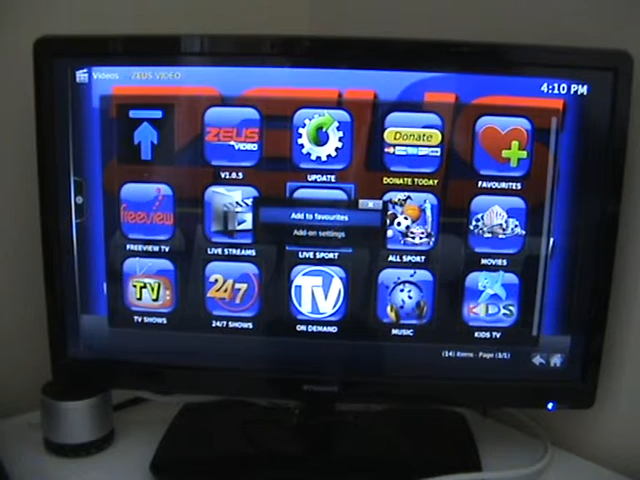 Videos - ZEUS VIDEO
4:10 PM
ZEUS
ZEUS
VIDEO
Donate
V1.0.5
UPDATE
DONATE TODAY
FAVOURITES
freeview
Add to favourites
Add-on settings
FREEVIEW TV
LIVE STREAMS
LIVE SPORT
ALL SPORT
MOVIES
TV
247
TV
KIDS
TV SHOWS
24/7 SHOWS
ON DEMAND
MUSIC
KIDS TV
(14) Items - Page (1/1)